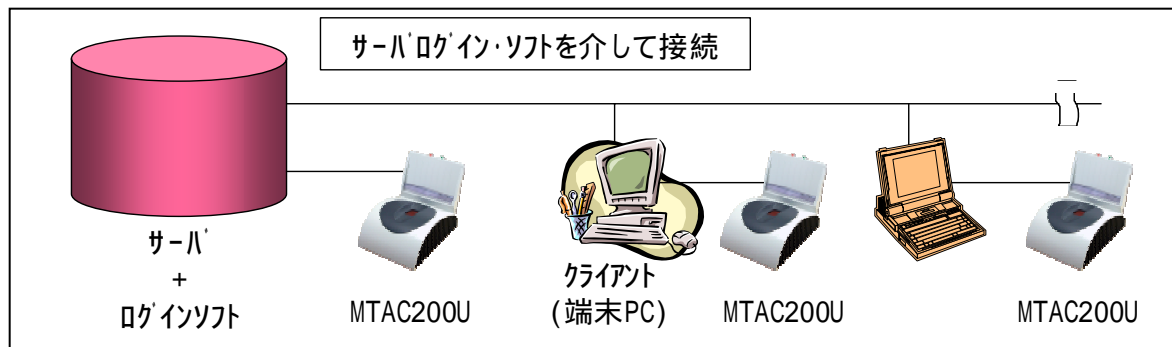 ｻｰﾊﾞﾛｸﾞｲﾝ･ｿﾌﾄを介して接続
ｻｰﾊﾞ
+
ﾛｸﾞｲﾝｿﾌﾄ
MTAC200U
ｸﾗｲｱﾝﾄ
(端末PC)
MTAC200U
MTAC200U